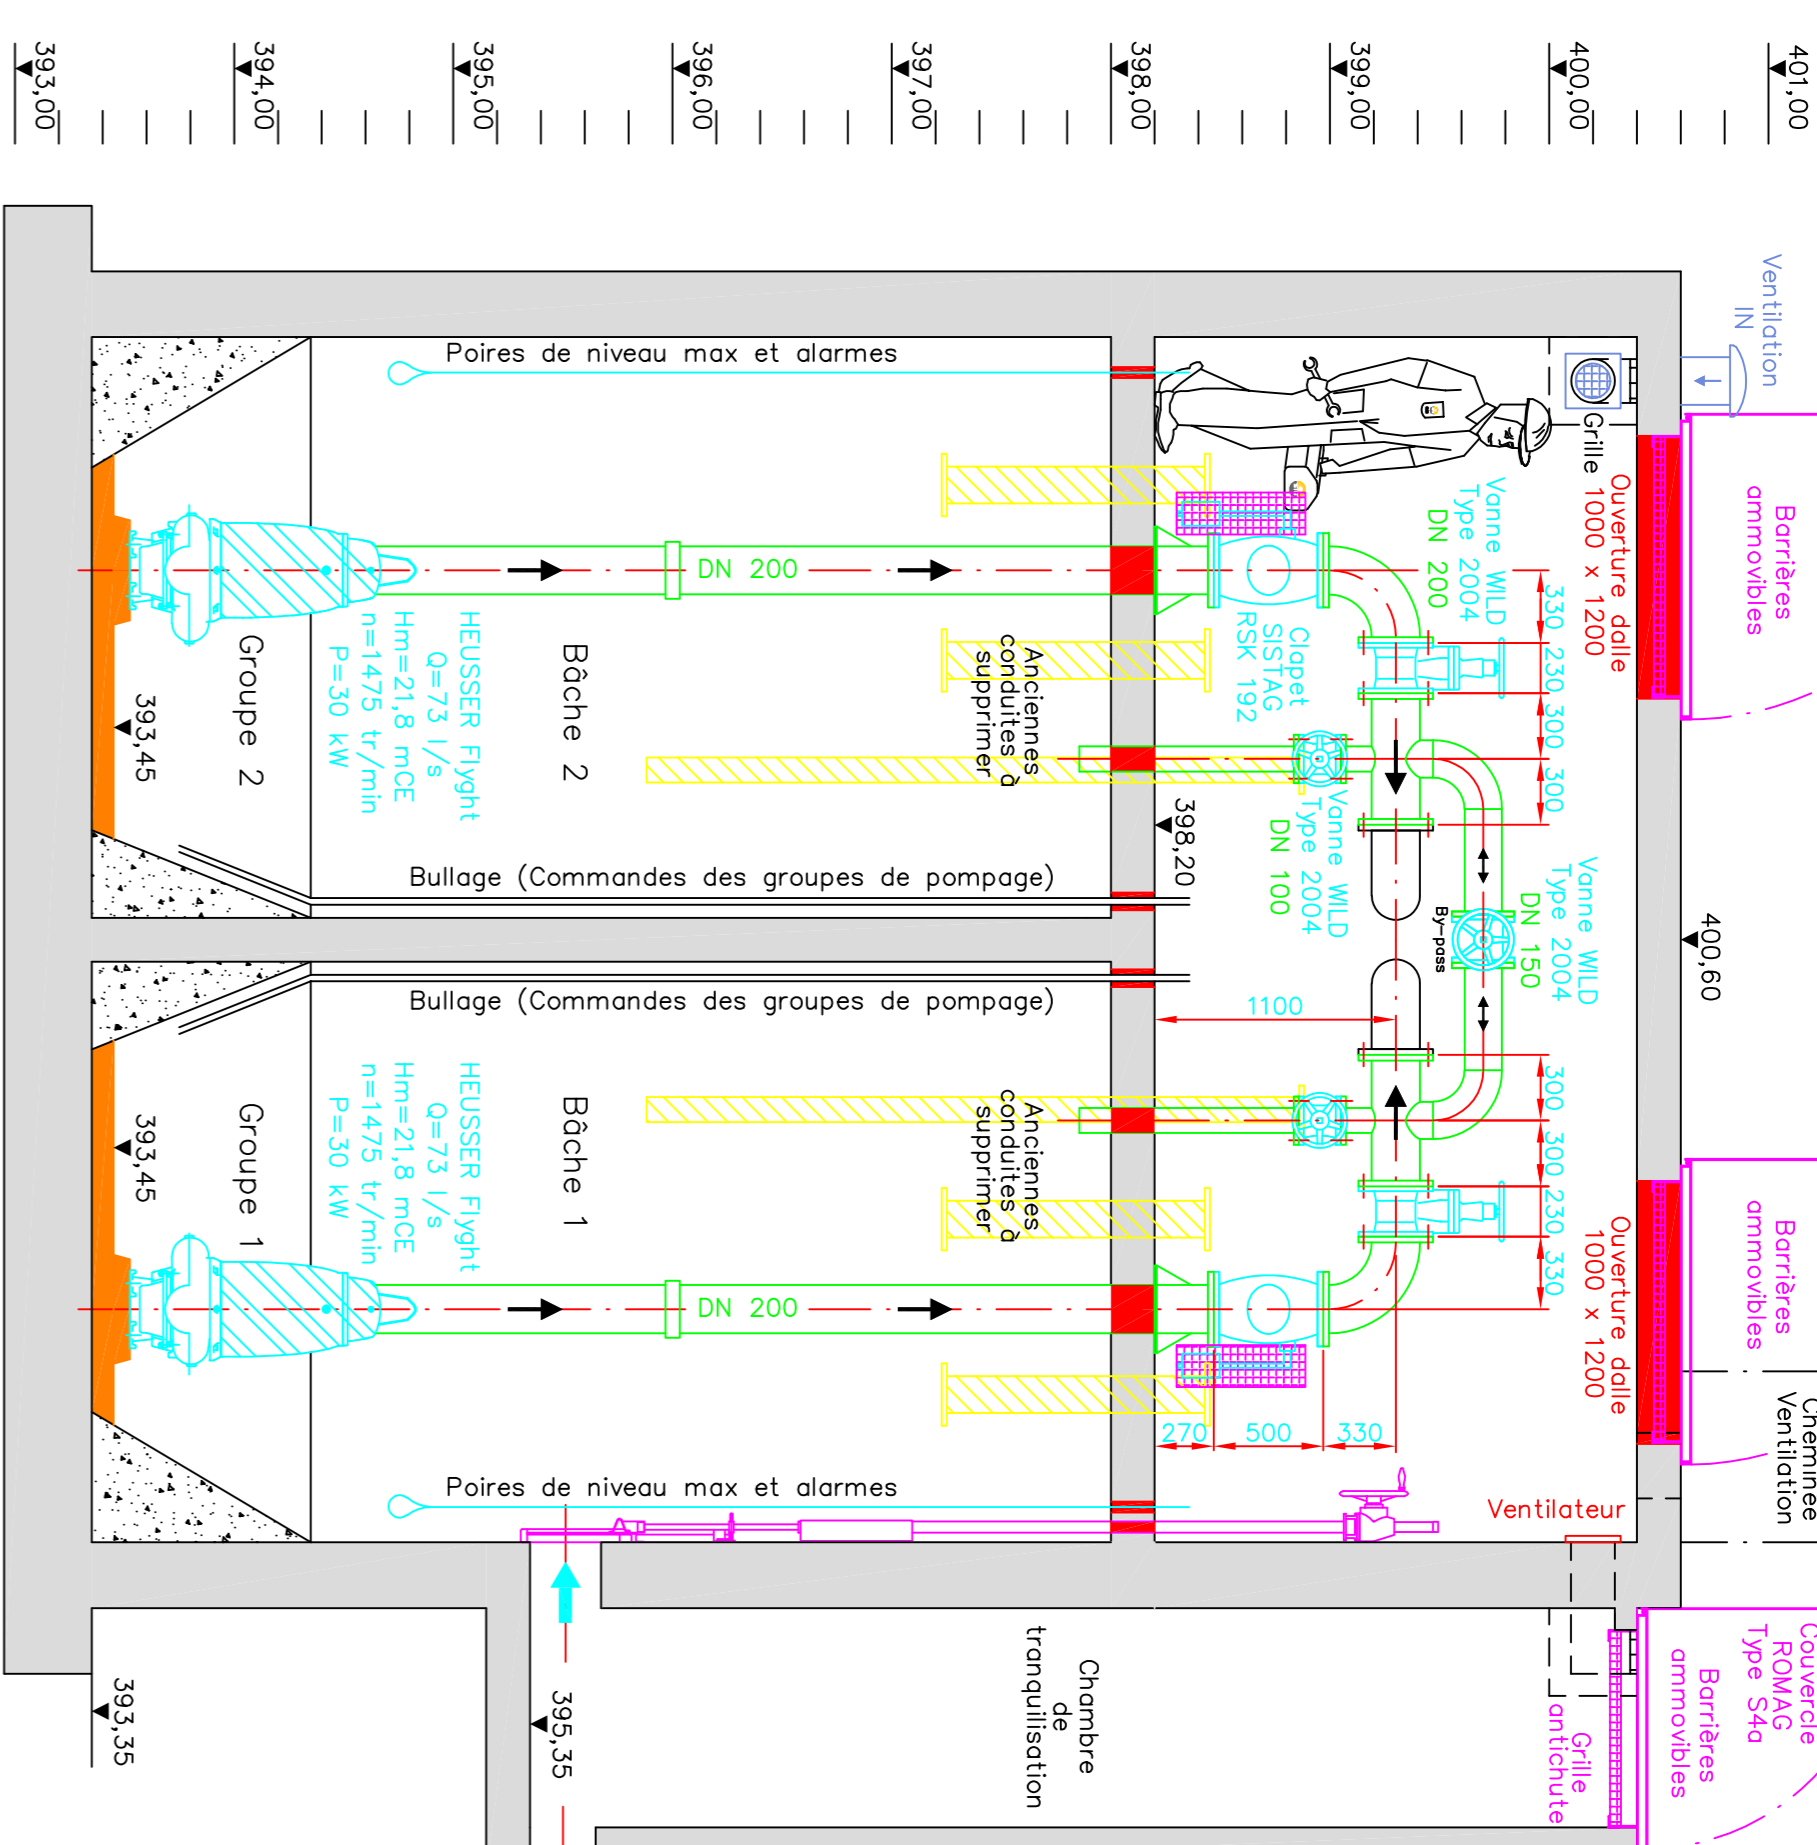 401,00
400,00
399,00
398,00
397,00
396,00
395,00
394,00
393,00
Ventilation
IN
Barrières
ammovibles
Barrières
ammovibles
Cheminée
Ventilation
Couvercle
ROMAG
Type S4a
Barrières
ammovibles
Grille
antichute
400,60
Grille
Ouverture dalle
1000 x 1200
Ouverture dalle
1000 x 1200
Ventilateur
Vanne WILD
Type 2004
DN 200
330
230
300
300
Vanne WILD
Type 2004
DN 150
By-pass
300
300
230
330
Clapet
SISTAG
RSK 192
Vanne WILD
Type 2004
DN 100
1100
270
500
330
398,20
Anciennes
conduites à
supprimer
Anciennes
conduites à
supprimer
Chambre
de
tranquilisation
Poires de niveau max et alarmes
DN 200
Bullage (Commandes des groupes de pompage)
Bullage (Commandes des groupes de pompage)
DN 200
Poires de niveau max et alarmes
Bâche 2
Bâche 1
395,35
HEUSSER Flyght
Q=73 l/s
Hm=21,8 mCE
n=1475 tr/min
P=30 kW
HEUSSER Flyght
Q=73 l/s
Hm=21,8 mCE
n=1475 tr/min
P=30 kW
Groupe 2
Groupe 1
393,45
393,45
393,35